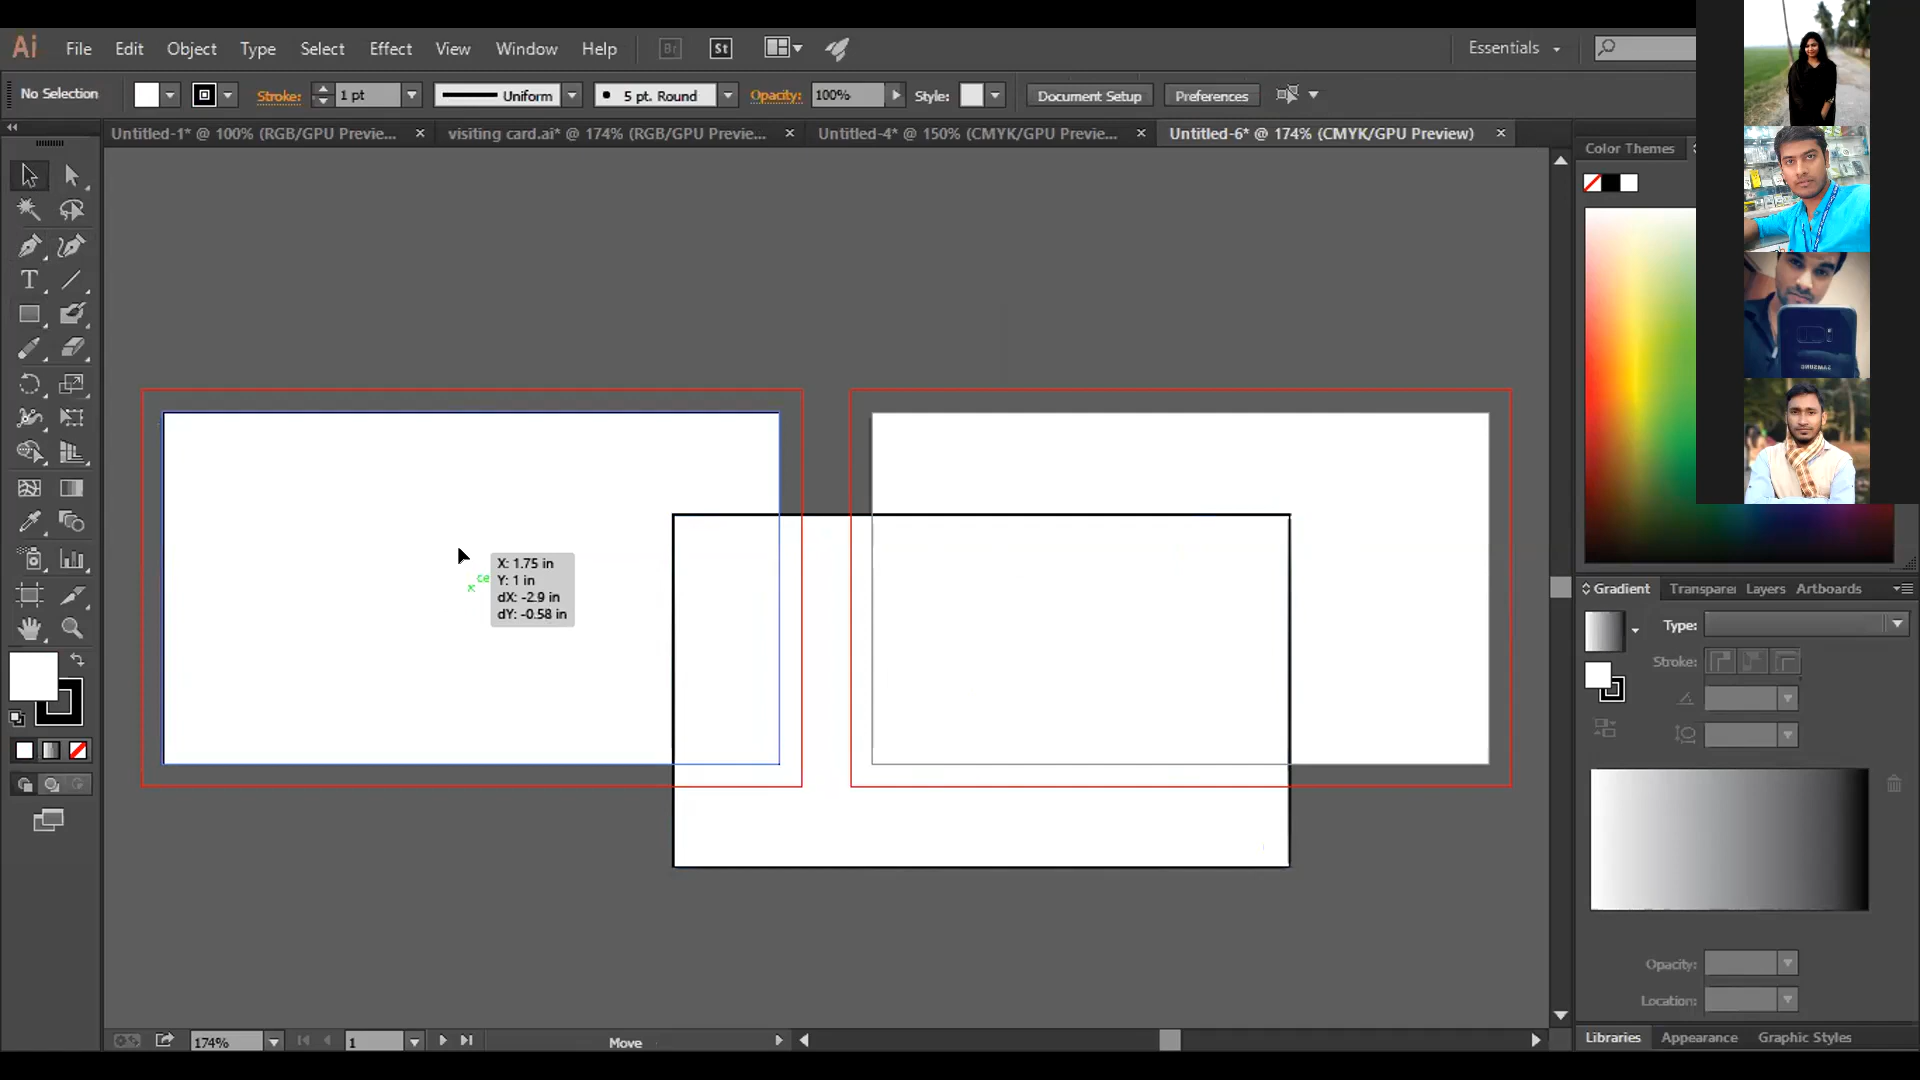 Ai File Edit Object Type Select Effect View Window Help Br St Essentials
No Selection Stroke: 1 pt Uniform 5 pt. Round Opacity: 100% Style: Document Setup Preferences
Untitled-1* @ 100% (RGB/GPU Previe... visiting card.ai* @ 174% (RGB/GPU Previe... Untitled-4* @ 150% (CMYK/GPU Previe... Untitled-6* @ 174% (CMYK/GPU Preview)
Color Themes
SAMSUNG
ce
X: 1.75 in
Y: 1 in
dX: -2.9 in
dY: -0.58 in
Gradient Transpare Layers Artboards
Type:
Stroke:
Opacity:
Location:
174% 1 Move
Libraries Appearance Graphic Styles